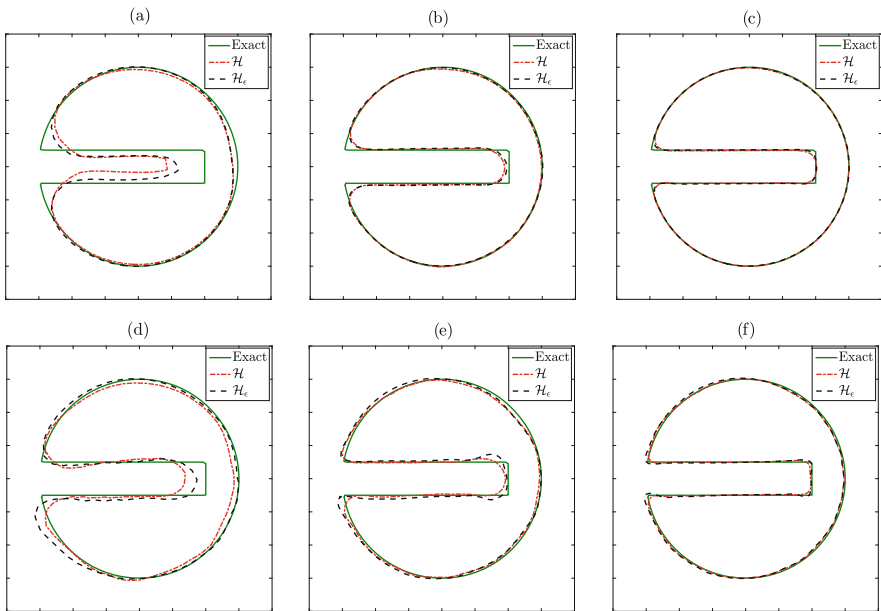 (a)
Exact
ℋ
ℋ_ϵ
(b)
Exact
ℋ
ℋ_ϵ
(c)
Exact
ℋ
ℋ_ϵ
(d)
Exact
ℋ
ℋ_ϵ
(e)
Exact
ℋ
ℋ_ϵ
(f)
Exact
ℋ
ℋ_ϵ